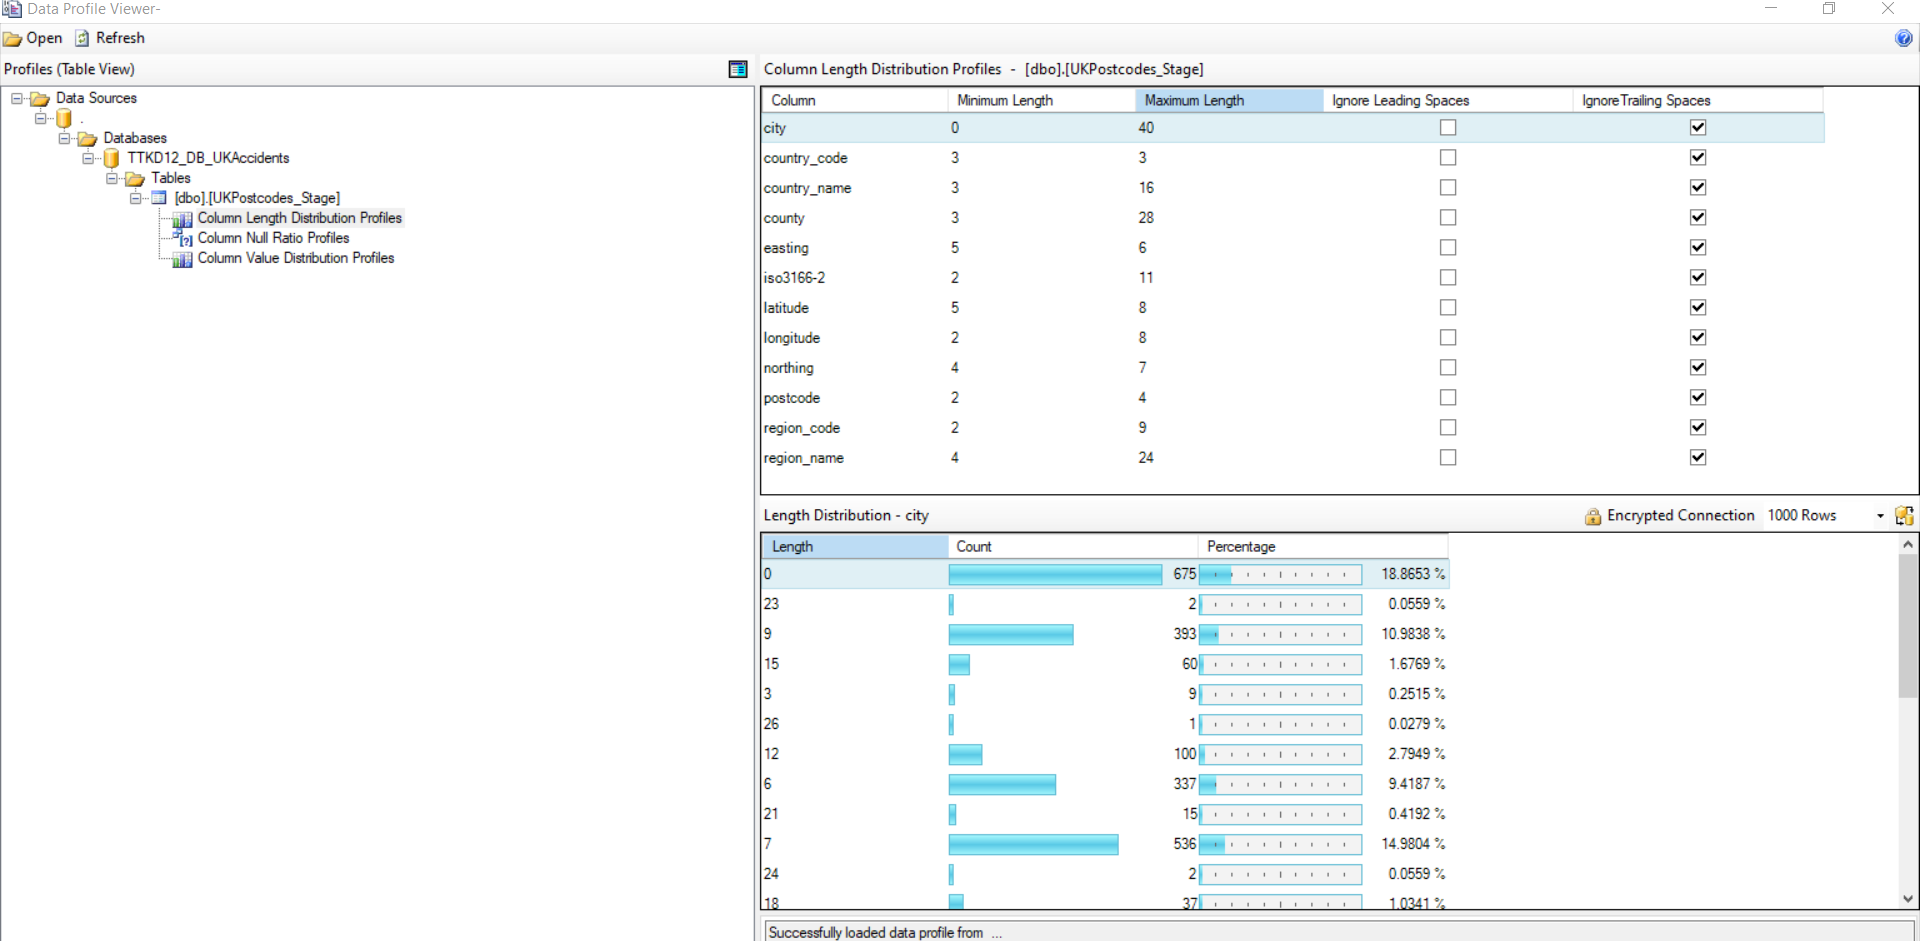 Data Profile Viewer-
Open Refresh
Profiles (Table View)
Data Sources
.
Databases
TTKD12_DB_UKAccidents
Tables
[dbo].[UKPostcodes_Stage]
Column Length Distribution Profiles
Column Null Ratio Profiles
Column Value Distribution Profiles
Column Length Distribution Profiles - [dbo].[UKPostcodes_Stage]
Column Minimum Length Maximum Length Ignore Leading Spaces IgnoreTrailing Spaces
city 0 40
country_code 3 3
country_name 3 16
county 3 28
easting 5 6
iso3166-2 2 11
latitude 5 8
longitude 2 8
northing 4 7
postcode 2 4
region_code 2 9
region_name 4 24
Length Distribution - city Encrypted Connection 1000 Rows
Length Count Percentage
0 675 18.8653 %
23 2 0.0559 %
9 393 10.9838 %
15 60 1.6769 %
3 9 0.2515 %
26 1 0.0279 %
12 100 2.7949 %
6 337 9.4187 %
21 15 0.4192 %
7 536 14.9804 %
24 2 0.0559 %
18 37 1.0341 %
Successfully loaded data profile from ...